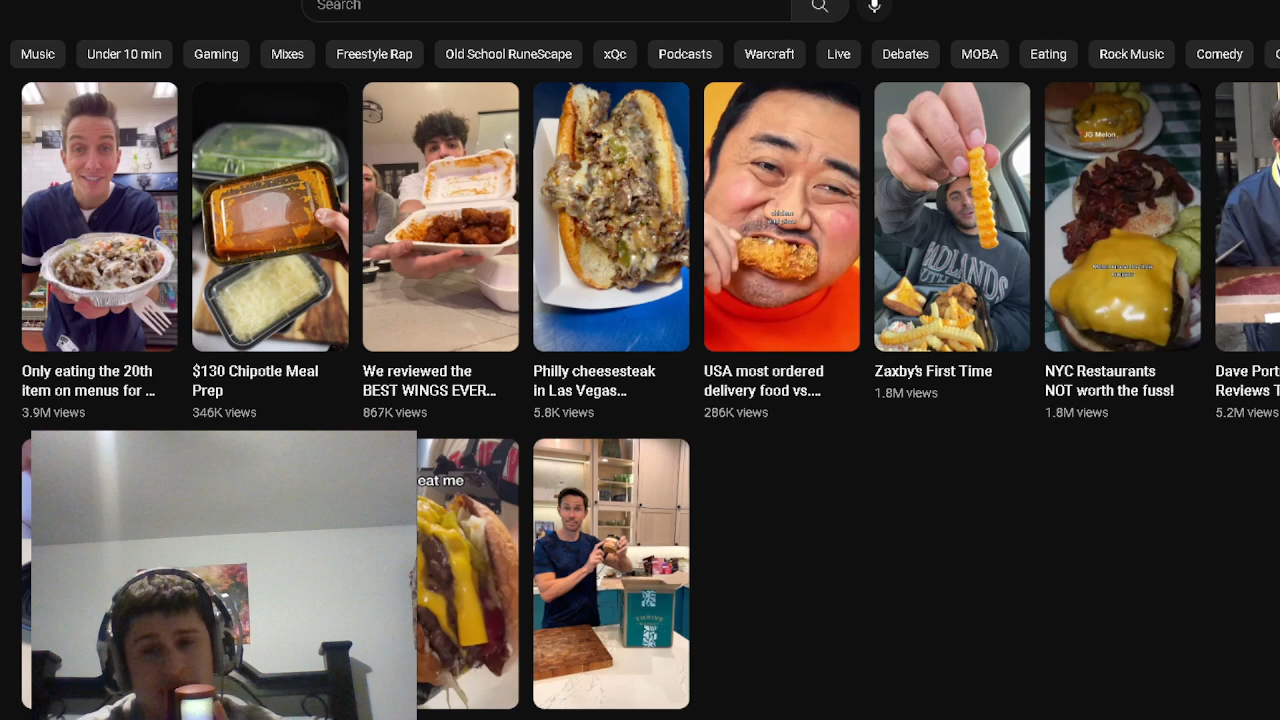 Search
Music
Under 10 min
Gaming
Mixes
Freestyle Rap
Old School RuneScape
xQc
Podcasts
Warcraft
Live
Debates
MOBA
Eating
Rock Music
Comedy
JG Melon
chicken
Only eating the 20th
item on menus for ...
3.9M views
$130 Chipotle Meal
Prep
346K views
We reviewed the
BEST WINGS EVER...
867K views
Philly cheesesteak
in Las Vegas...
5.8K views
USA most ordered
delivery food vs....
286K views
Zaxby's First Time
1.8M views
NYC Restaurants
NOT worth the fuss!
1.8M views
Dave Port
Reviews T
5.2M views
eat me
THRIVE